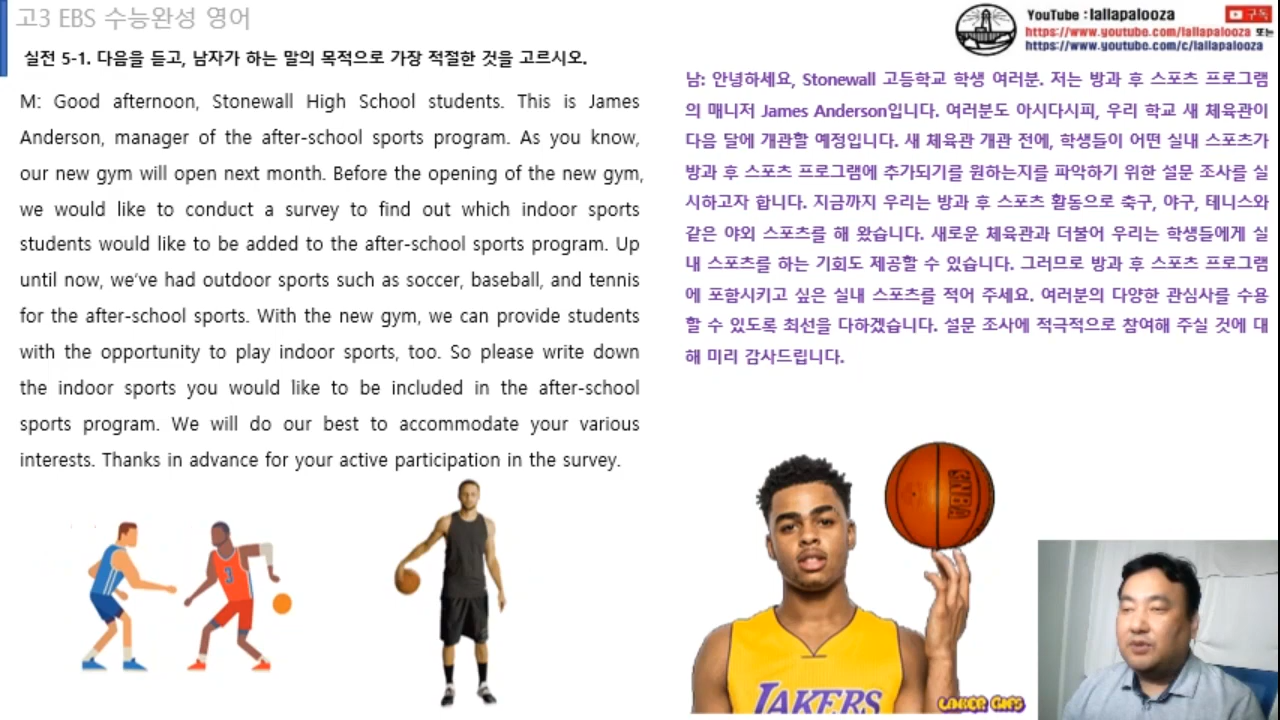 고3 EBS 수능완성 영어
실전 5-1. 다음을 듣고, 남자가 하는 말의 목적으로 가장 적절한 것을 고르시오.
M: Good afternoon, Stonewall High School students. This is James
Anderson, manager of the after-school sports program. As you know,
our new gym will open next month. Before the opening of the new gym,
we would like to conduct a survey to find out which indoor sports
students would like to be added to the after-school sports program. Up
until now, we've had outdoor sports such as soccer, baseball, and tennis
for the after-school sports. With the new gym, we can provide students
with the opportunity to play indoor sports, too. So please write down
the indoor sports you would like to be included in the after-school
sports program. We will do our best to accommodate your various
interests. Thanks in advance for your active participation in the survey.
YouTube : lallapalooza
구독
https://www.youtube.com/lallapalooza 또는
https://www.youtube.com/c/lallapalooza
남: 안녕하세요, Stonewall 고등학교 학생 여러분. 저는 방과 후 스포츠 프로그램
의 매니저 James Anderson입니다. 여러분도 아시다시피, 우리 학교 새 체육관이
다음 달에 개관할 예정입니다. 새 체육관 개관 전에, 학생들이 어떤 실내 스포츠가
방과 후 스포츠 프로그램에 추가되기를 원하는지를 파악하기 위한 설문 조사를 실
시하고자 합니다. 지금까지 우리는 방과 후 스포츠 활동으로 축구, 야구, 테니스와
같은 야외 스포츠를 해 왔습니다. 새로운 체육관과 더불어 우리는 학생들에게 실
내 스포츠를 하는 기회도 제공할 수 있습니다. 그러므로 방과 후 스포츠 프로그램
에 포함시키고 싶은 실내 스포츠를 적어 주세요. 여러분의 다양한 관심사를 수용
할 수 있도록 최선을 다하겠습니다. 설문 조사에 적극적으로 참여해 주실 것에 대
해 미리 감사드립니다.
3
NBA
LAKERS